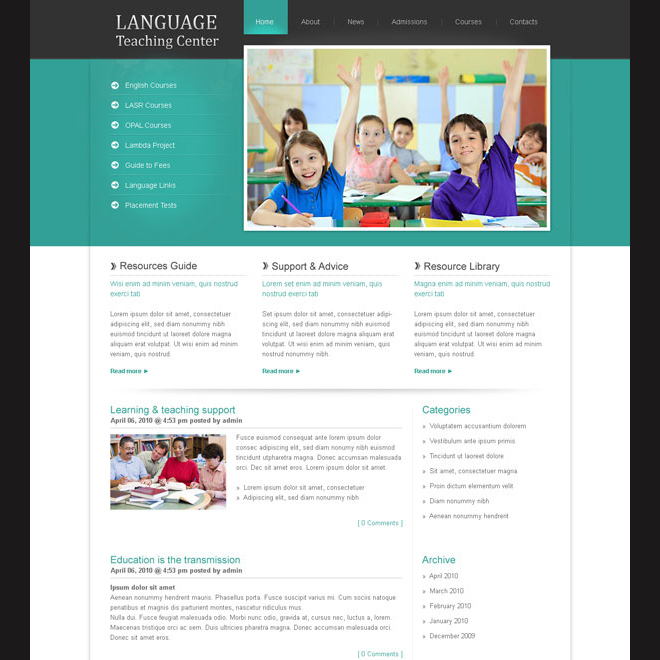 LANGUAGE
Teaching Center
Home
About
News
Admissions
Courses
Contacts
English Courses
LASR Courses
OPAL Courses
Lambda Project
Guide to Fees
Language Links
Placement Tests
Resources Guide
Wisi enim ad minim veniam, quis nostrud
exerci tati
Lorem ipsum dolor sit amet, consectetuer
adipiscing elit, sed diam nonummy nibh
euismod tincidunt ut laoreet dolore magna
aliquam erat volutpat. Ut wisi enim ad minim
veniam, quis nostrud.
Read more
Support & Advice
Lorem set enim ad minim veniam, quis nostrud
exerci tati
Set ipsum dolor sit amet, consectetuer adipi-
scing elit, sed diam nonummy nibh euismod
tincidunt ut laoreet dolore magna aliquam erat
volutpat. Ut wisi enim ad minim veniam, quis
nostrud nonummy nibh.
Read more
Resource Library
Magna enim ad minim veniam, quis nostrud
exerci tati
Lorem ipsum dolor sit amet, consectetuer
adipiscing elit, sed diam nonummy nibh
euismod tincidunt ut laoreet dolore magna
aliquam erat volutpat. Ut wisi enim ad minim
veniam, quis nostrud.
Read more
Learning & teaching support
April 06, 2010 @ 4:53 pm posted by admin
Fusce euismod consequat ante lorem ipsum dolor
consec adipiscing elit, sed diam nonumy nibh euismod
tincidunt utpharetra magna. Donec accumsan malesdada
orci. Dec sit amet eros. Lorem ipsum dolor sit amet.
» Lorem ipsum dolor sit amet, consectetuer
» Adipiscing elit, sed diam nonummy nibh
[ 0 Comments ]
Education is the transmission
April 06, 2010 @ 4:53 pm posted by admin
Ipsum dolor sit amet
Aenean nonummy hendrerit mauris. Phasellus porta. Fusce suscipit varius mi. Cum sociis natoque
penatibus et magnis dis parturient montes, nascetur ridiculus mus
Nulla dui. Fusce feugiat malesuada odio. Morbi nunc odio, gravida at, cursus nec, luctus a, lorem.
Maecenas tristique orci ac sem. Duis ultricies pharetra magna. Donec accumsan malesuada orci.
Donec sit amet eros.
[ 0 Comments ]
Categories
» Voluptatem accusantium dolorem
» Vestibulum ante ipsum primis
» Tincidunt ut laoreet dolore
» Sit amet, consectetuer magna
» Proin dictum elementum velit
» Diam nonummy nibh
» Aenean nonummy hendrerit
Archive
» April 2010
» March 2010
» February 2010
» January 2010
» December 2009